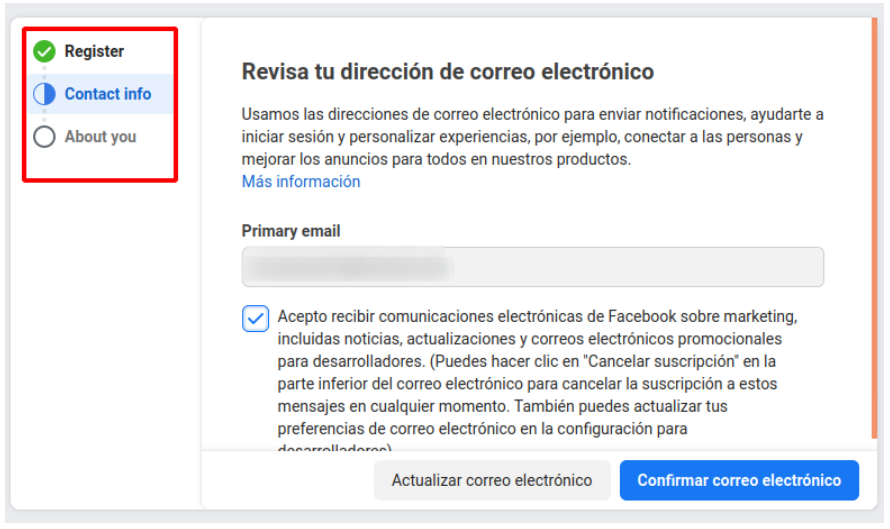 Register
Contact info
About you
Revisa tu dirección de correo electrónico
Usamos las direcciones de correo electrónico para enviar notificaciones, ayudarte a
iniciar sesión y personalizar experiencias, por ejemplo, conectar a las personas y
mejorar los anuncios para todos en nuestros productos.
Más información
Primary email
Acepto recibir comunicaciones electrónicas de Facebook sobre marketing,
incluidas noticias, actualizaciones y correos electrónicos promocionales
para desarrolladores. (Puedes hacer clic en "Cancelar suscripción" en la
parte inferior del correo electrónico para cancelar la suscripción a estos
mensajes en cualquier momento. También puedes actualizar tus
preferencias de correo electrónico en la configuración para
desarrolladores)
Actualizar correo electrónico
Confirmar correo electrónico